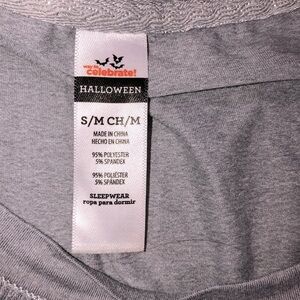 way to
celebrate!
HALLOWEEN
S/M CH/M
MADE IN CHINA
HECHO EN CHINA
95% POLYESTER
5% SPANDEX
95% POLIÉSTER
5% SPÁNDEX
SLEEPWEAR
ropa para dormir